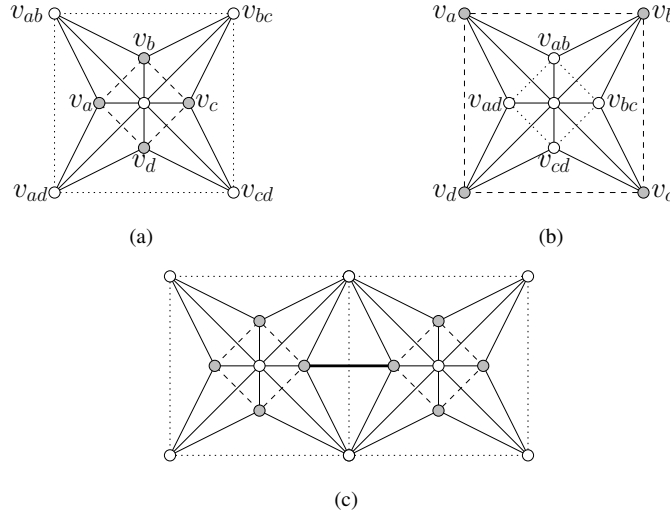 v_{ab} v_{bc}
v_b
v_a v_c
v_d
v_{ad} v_{cd}
(a)
v_a v_b
v_{ab}
v_{ad} v_{bc}
v_{cd}
v_d v_c
(b)
(c)